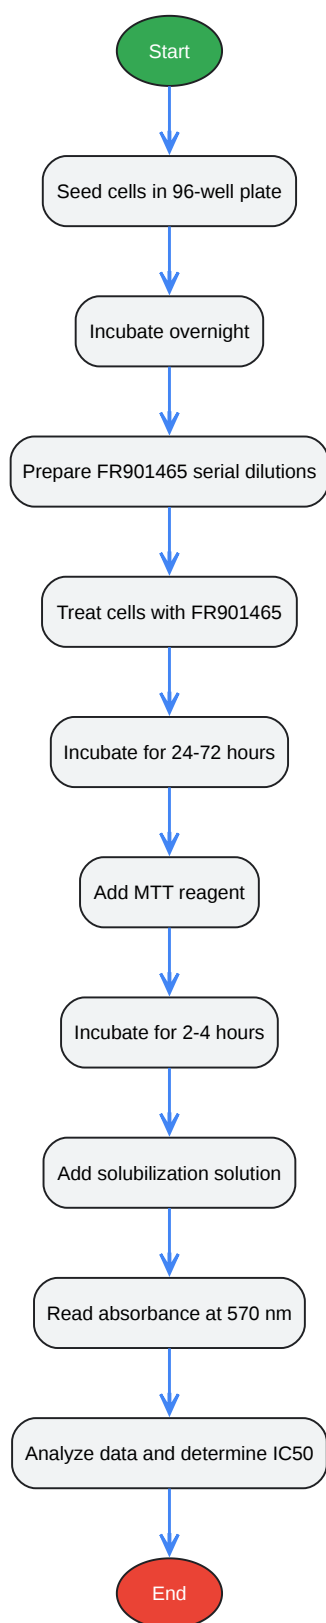 Start
Seed cells in 96-well plate
Incubate overnight
Prepare FR901465 serial dilutions
Treat cells with FR901465
Incubate for 24-72 hours
Add MTT reagent
Incubate for 2-4 hours
Add solubilization solution
Read absorbance at 570 nm
Analyze data and determine IC50
End